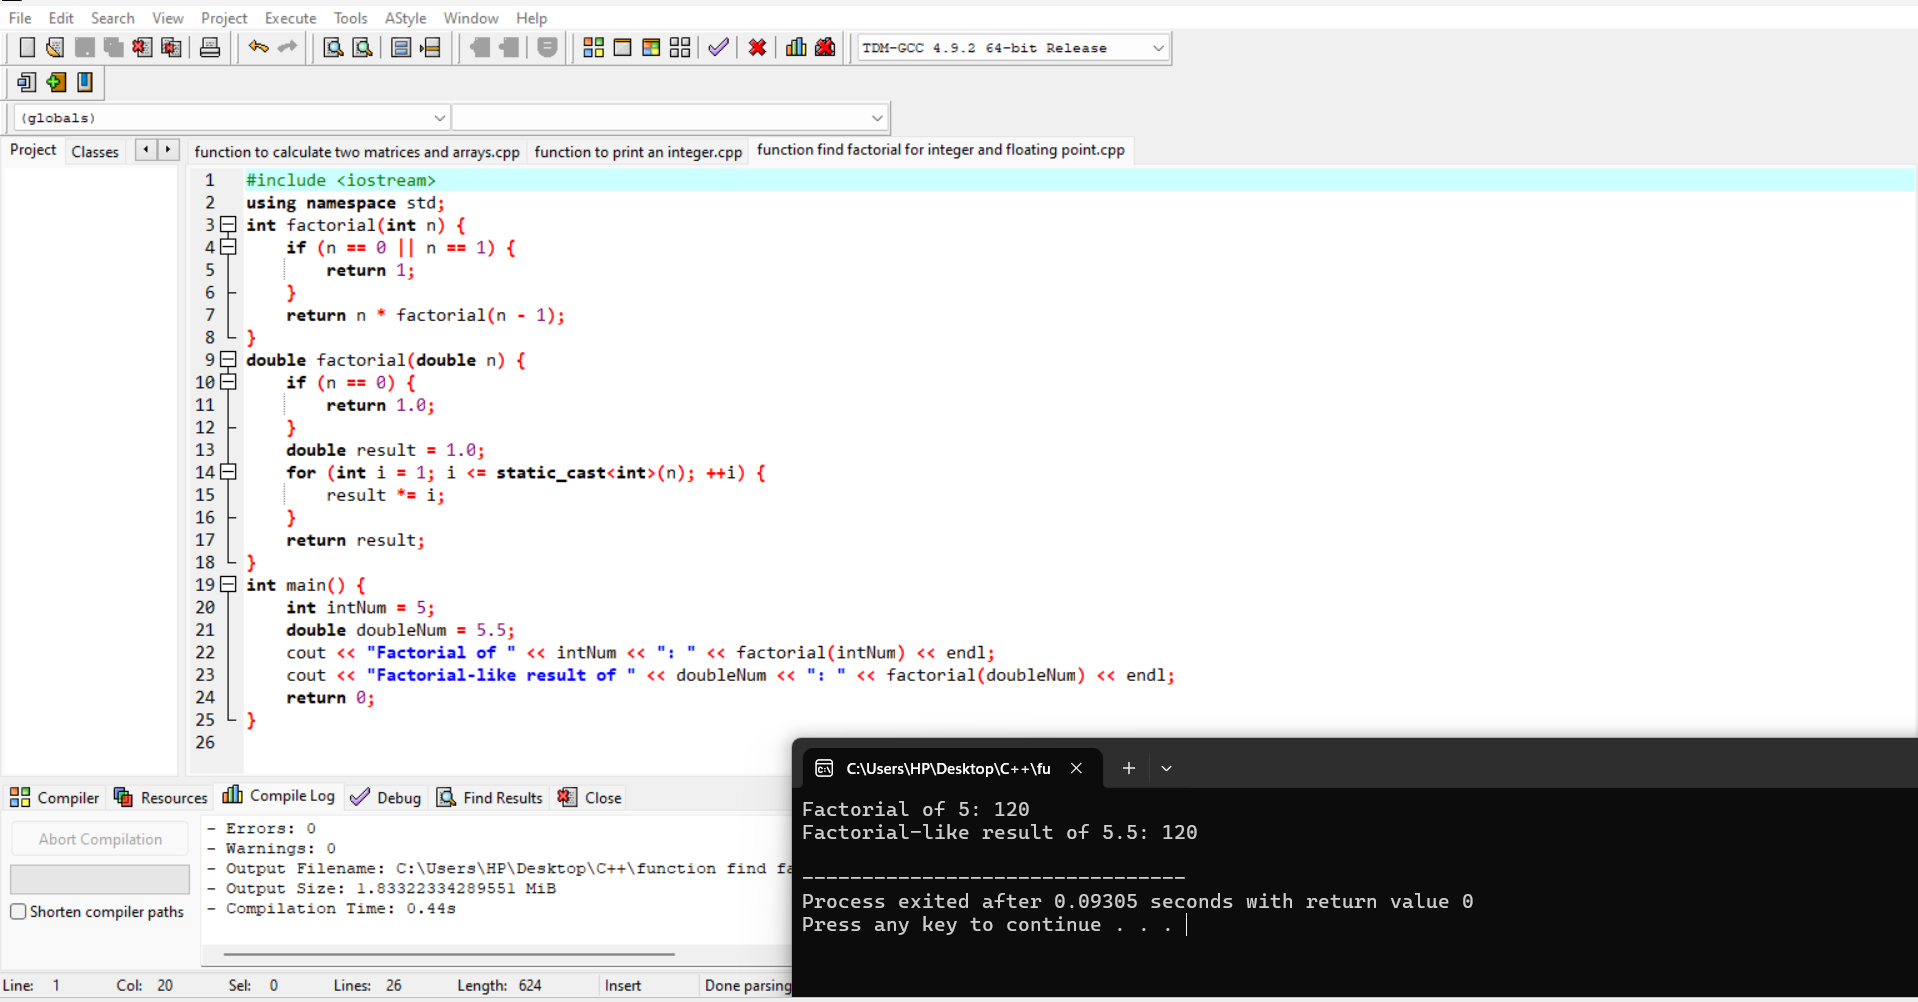 File Edit Search View Project Execute Tools AStyle Window Help
TDM-GCC 4.9.2 64-bit Release
(globals)
Project Classes function to calculate two matrices and arrays.cpp function to print an integer.cpp function find factorial for integer and floating point.cpp
1 #include <iostream>
2 using namespace std;
3 int factorial(int n) {
4     if (n == 0 || n == 1) {
5         return 1;
6     }
7     return n * factorial(n - 1);
8 }
9 double factorial(double n) {
10     if (n == 0) {
11         return 1.0;
12     }
13     double result = 1.0;
14     for (int i = 1; i <= static_cast<int>(n); ++i) {
15         result *= i;
16     }
17     return result;
18 }
19 int main() {
20     int intNum = 5;
21     double doubleNum = 5.5;
22     cout << "Factorial of " << intNum << ": " << factorial(intNum) << endl;
23     cout << "Factorial-like result of " << doubleNum << ": " << factorial(doubleNum) << endl;
24     return 0;
25 }
26
Compiler Resources Compile Log Debug Find Results Close
Abort Compilation
Shorten compiler paths
- Errors: 0
- Warnings: 0
- Output Filename: C:\Users\HP\Desktop\C++\function find fa
- Output Size: 1.83322334289551 MiB
- Compilation Time: 0.44s
C:\Users\HP\Desktop\C++\fu
Factorial of 5: 120
Factorial-like result of 5.5: 120
--------------------------------
Process exited after 0.09305 seconds with return value 0
Press any key to continue . . .
Line: 1 Col: 20 Sel: 0 Lines: 26 Length: 624 Insert Done parsing